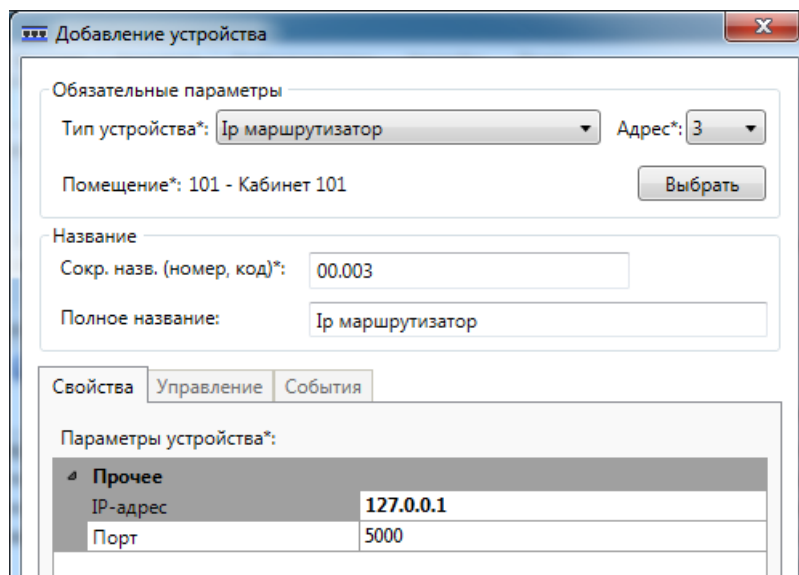 Добавление устройства
Обязательные параметры
Тип устройства*: Ip маршрутизатор Адрес*: 3
Помещение*: 101 - Кабинет 101 Выбрать
Название
Сокр. назв. (номер, код)*: 00.003
Полное название: Ip маршрутизатор
Свойства Управление События
Параметры устройства*:
Прочее
IP-адрес 127.0.0.1
Порт 5000